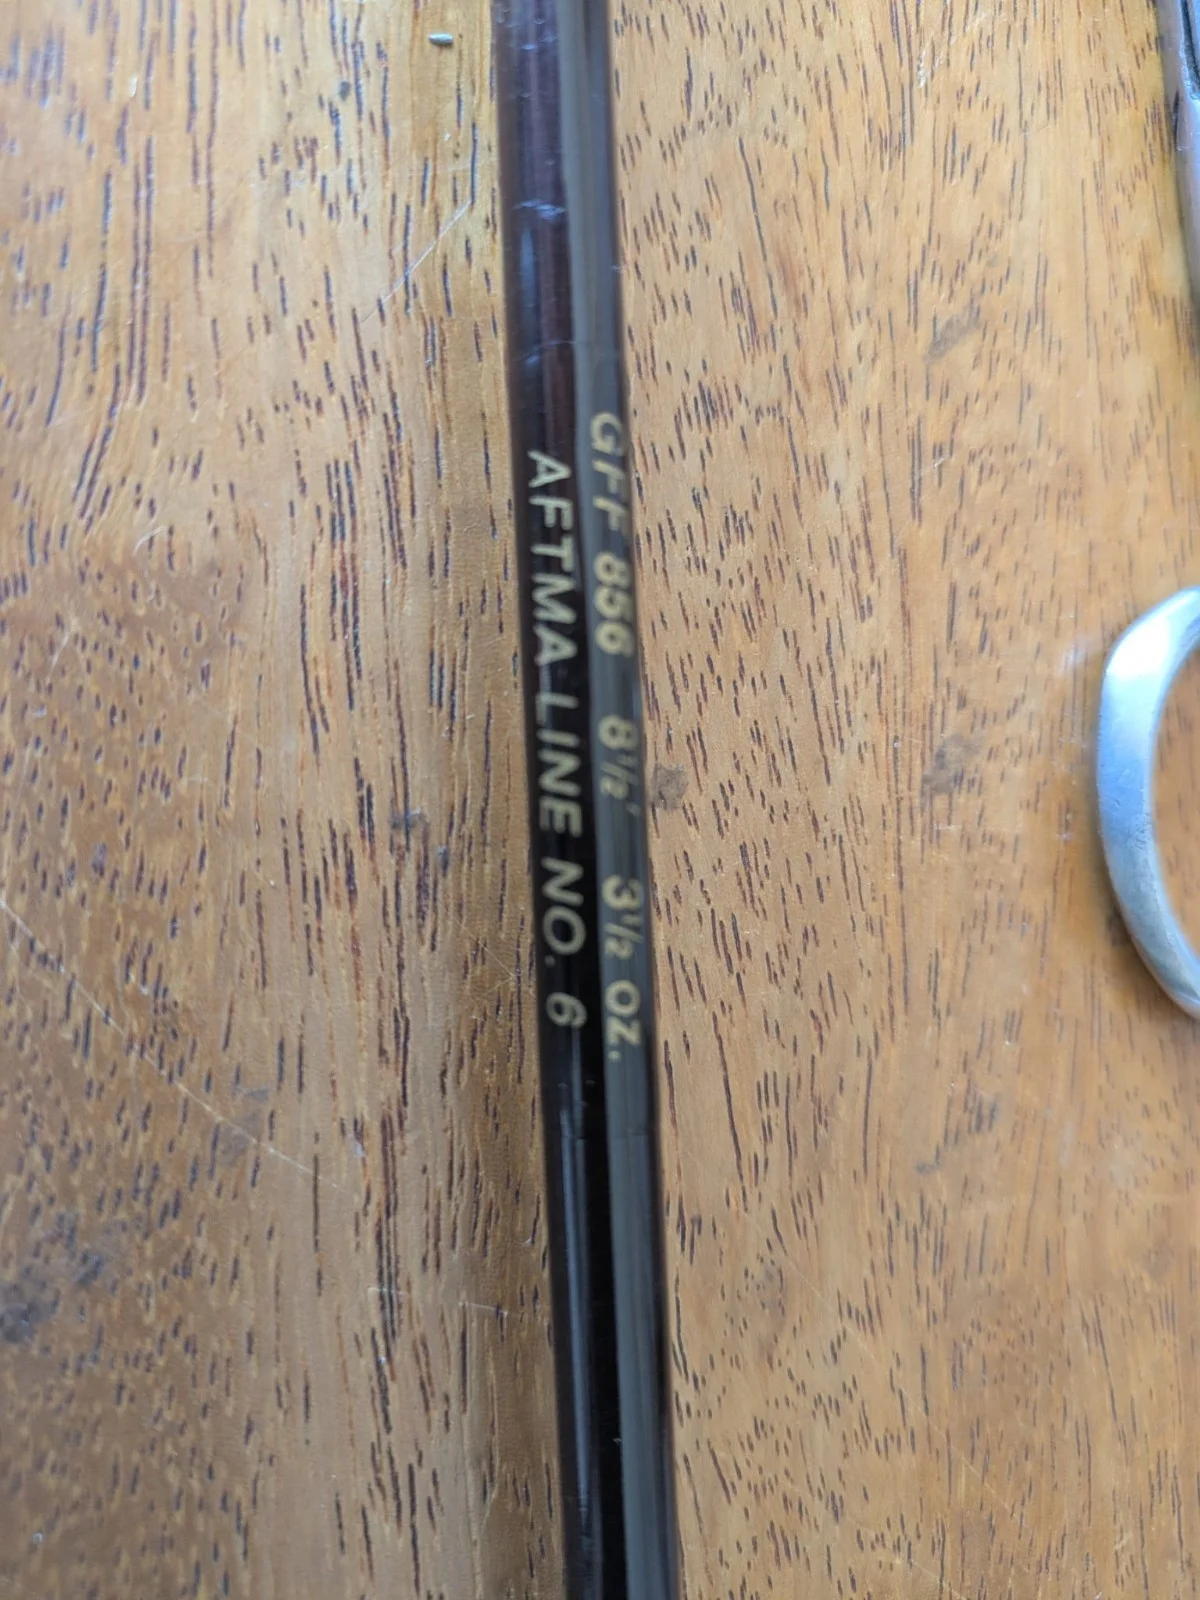 GFF 856 8½' 3½ OZ.
AFTMA LINE NO. 6